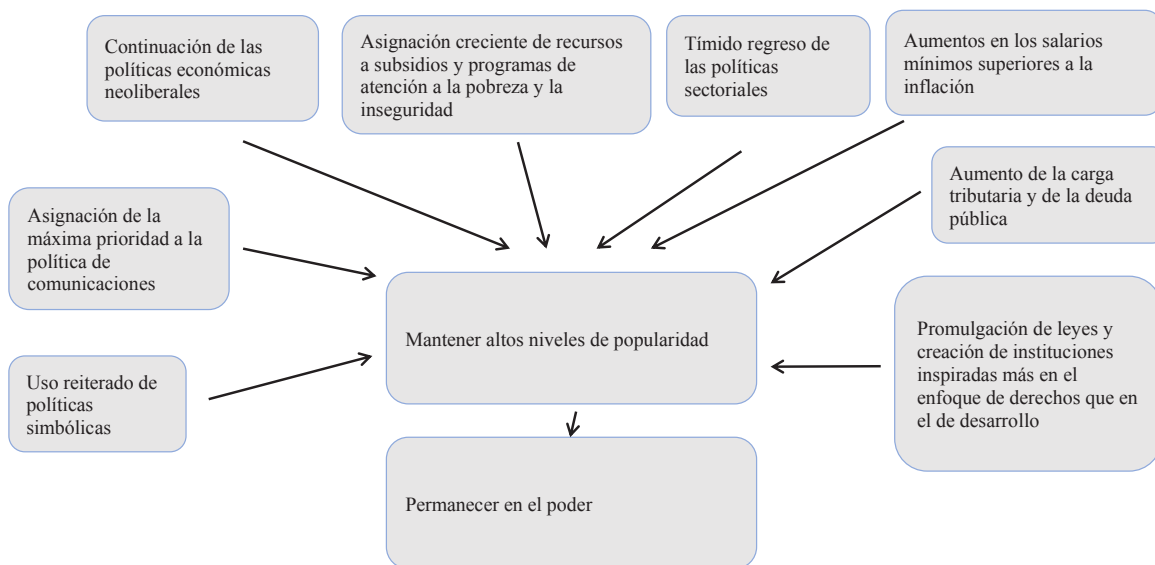 Continuación de las
políticas económicas
neoliberales
Asignación creciente de recursos
a subsidios y programas de
atención a la pobreza y la
inseguridad
Tímido regreso de
las políticas
sectoriales
Aumentos en los salarios
mínimos superiores a la
inflación
Asignación de la
máxima prioridad a la
política de
comunicaciones
Aumento de la carga
tributaria y de la deuda
pública
Mantener altos niveles de popularidad
Promulgación de leyes y
creación de instituciones
inspiradas más en el
enfoque de derechos que en
el de desarrollo
Uso reiterado de
políticas
simbólicas
Permanecer en el poder